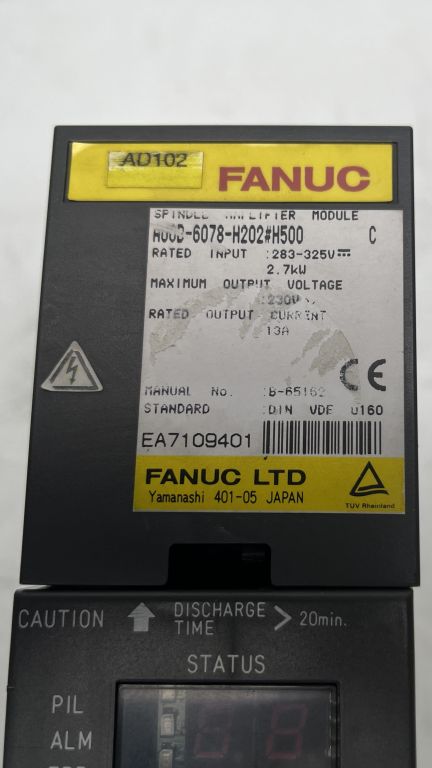 AD102
FANUC
SPINDLE AMPLIFIER MODULE
A06B-6078-H202#H500 C
RATED INPUT :283-325V⎓
2.7kW
MAXIMUM OUTPUT VOLTAGE
:230V
RATED OUTPUT CURRENT
13A
MANUAL No. :B-65162
STANDARD :DIN VDE 0160
CE
EA7109401
FANUC LTD
Yamanashi 401-05 JAPAN
TÜV Rheinland
CAUTION DISCHARGE TIME > 20min.
STATUS
PIL
ALM